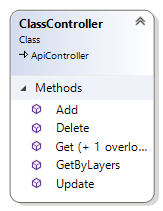 ClassController
Class
ApiController
Methods
Add
Delete
Get (+ 1 overlo...
GetByLayers
Update